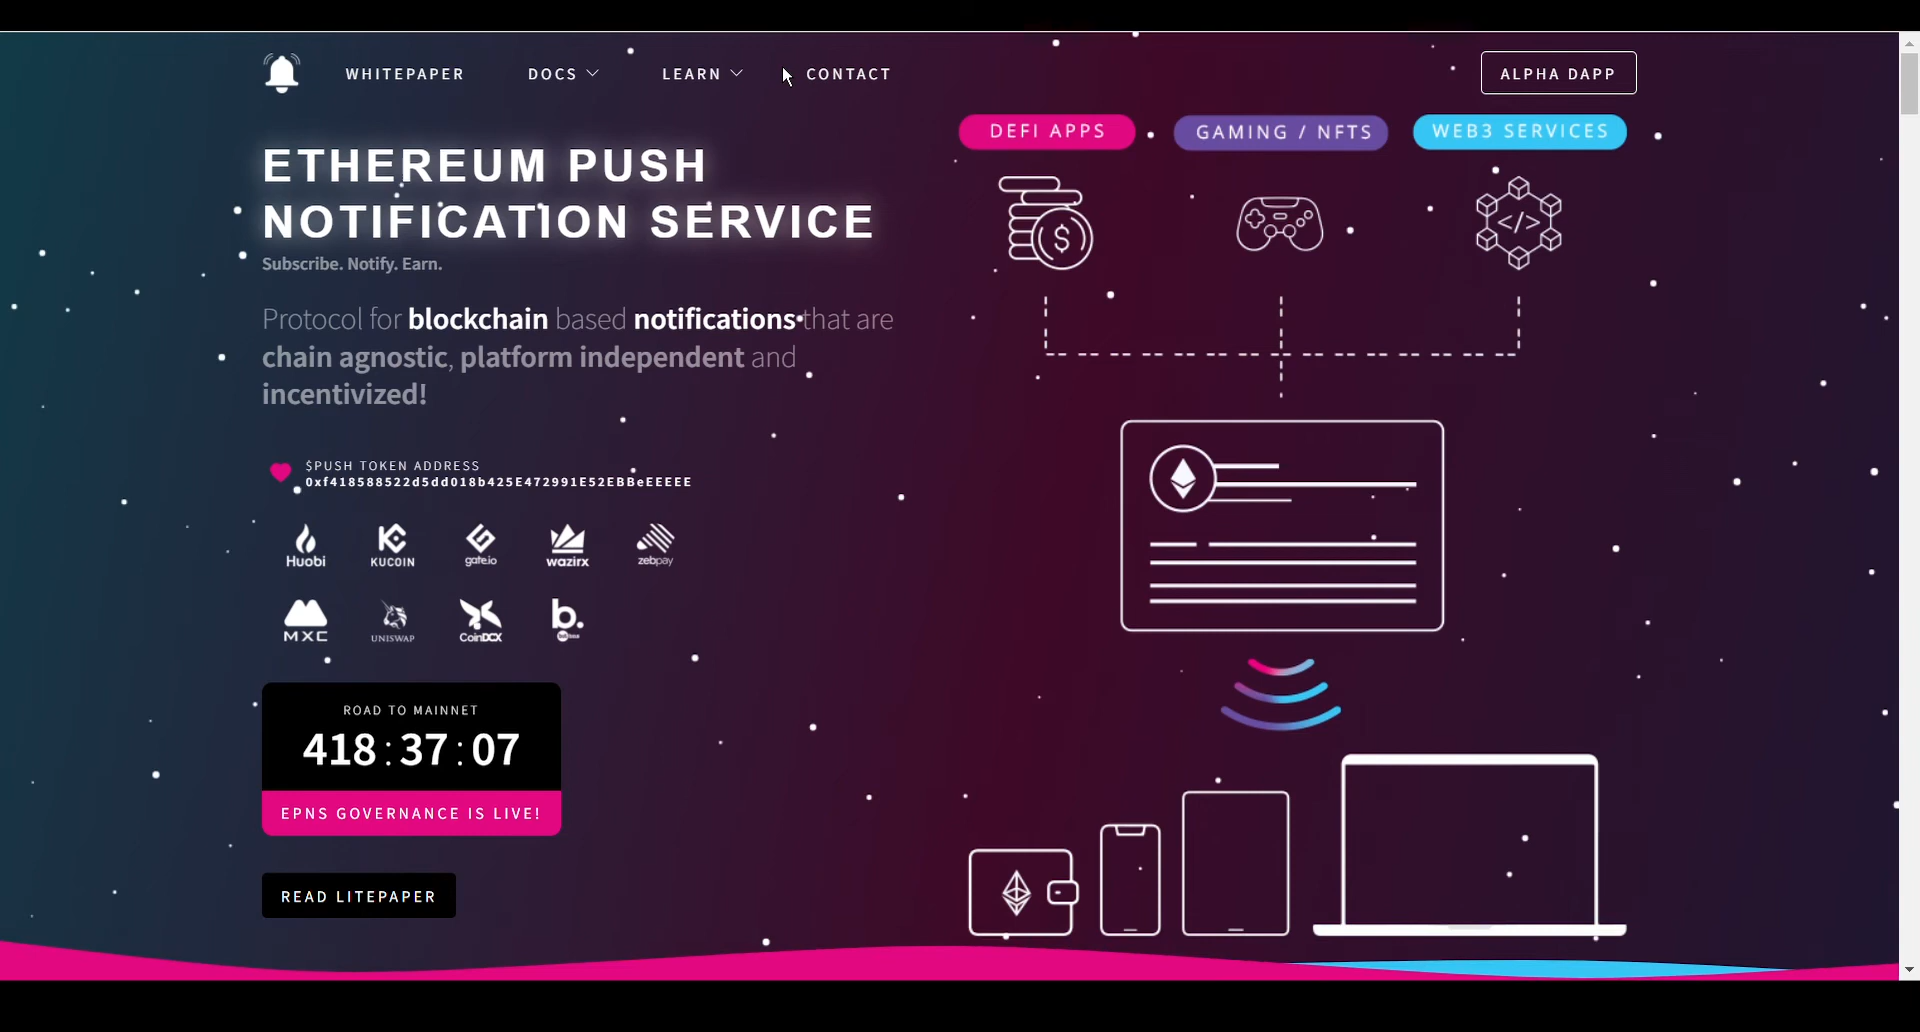 WHITEPAPER
DOCS
LEARN
CONTACT
ALPHA DAPP
ETHEREUM PUSH
NOTIFICATION SERVICE
Subscribe. Notify. Earn.
Protocol for blockchain based notifications that are
chain agnostic, platform independent and
incentivized!
$PUSH TOKEN ADDRESS
0xf418588522d5dd018b425E472991E52EBBeEEEEE
Huobi
KUCOIN
gate.io
wazirx
zebpay
MXC
UNISWAP
CoinDCX
b.
ROAD TO MAINNET
418:37:07
EPNS GOVERNANCE IS LIVE!
READ LITEPAPER
DEFI APPS
GAMING / NFTS
WEB3 SERVICES
$
</>